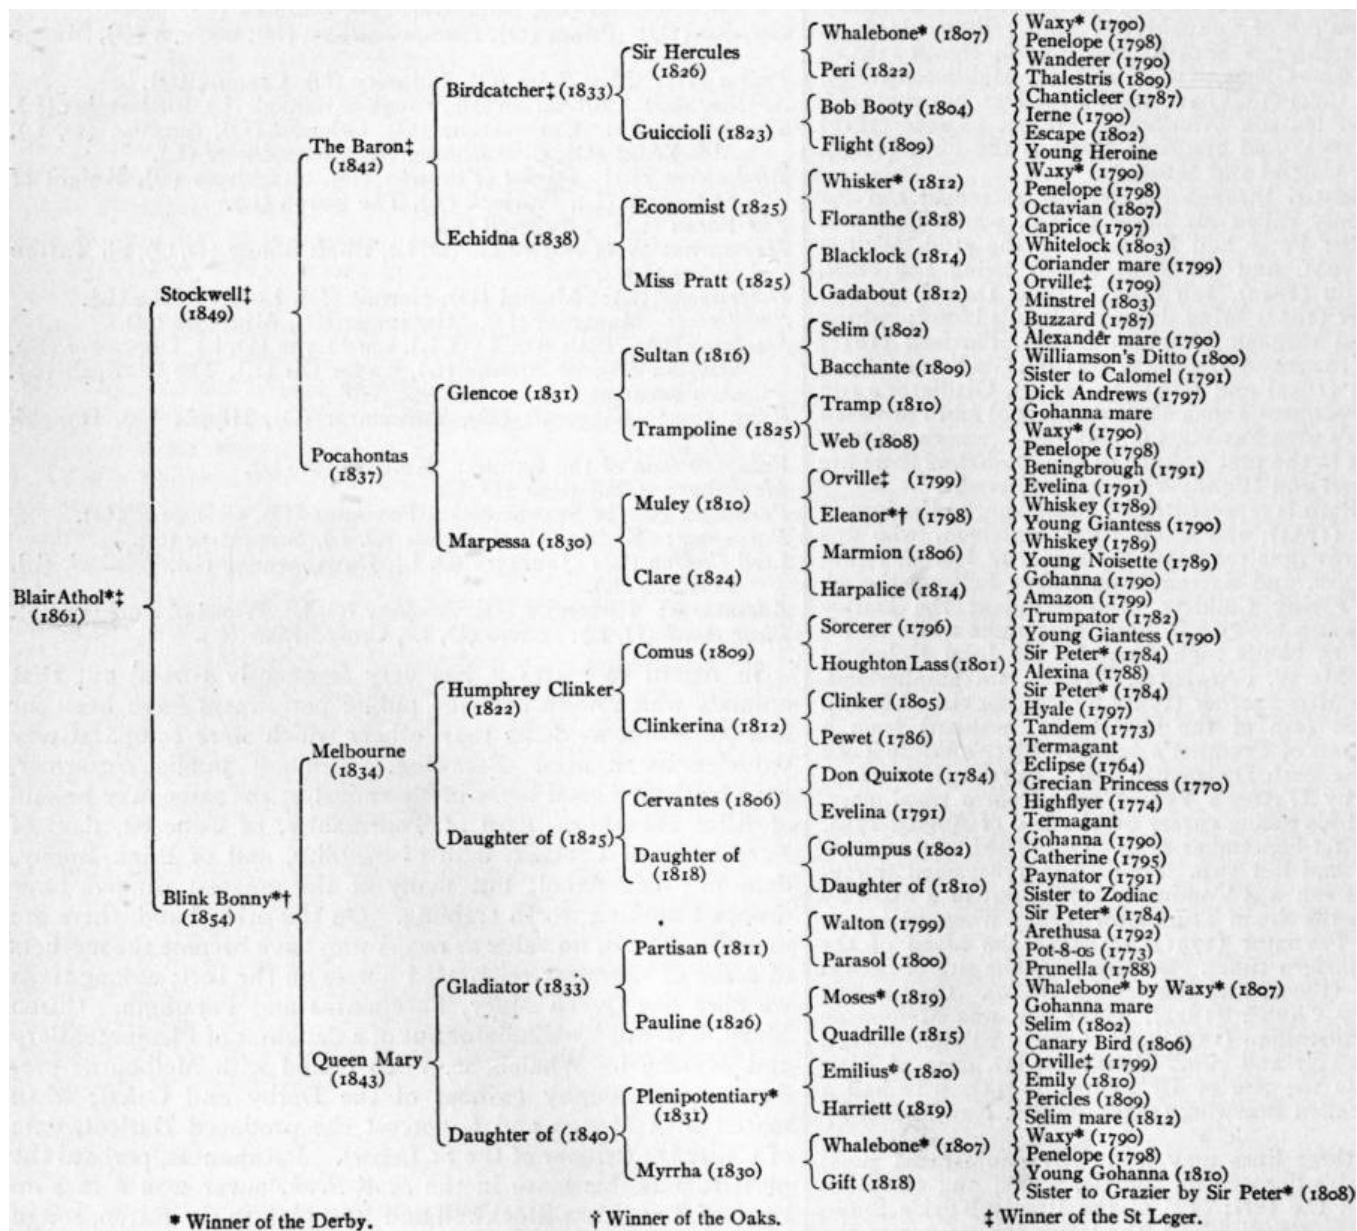 Blair Athol*‡
(1861)
Stockwell‡
(1849)
Blink Bonny*†
(1854)
The Baron‡
(1842)
Pocahontas
(1837)
Melbourne
(1834)
Queen Mary
(1843)
Birdcatcher‡ (1833)
Echidna (1838)
Glencoe (1831)
Marpessa (1830)
Humphrey Clinker
(1822)
Daughter of (1825)
Gladiator (1833)
Daughter of (1840)
Sir Hercules
(1826)
Guiccioli (1823)
Economist (1825)
Miss Pratt (1825)
Sultan (1816)
Trampoline (1825)
Muley (1810)
Clare (1824)
Comus (1809)
Clinkerina (1812)
Cervantes (1806)
Daughter of
(1818)
Partisan (1811)
Pauline (1826)
Plenipotentiary*
(1831)
Myrrha (1830)
Whalebone* (1807)
Peri (1822)
Bob Booty (1804)
Flight (1809)
Whisker* (1812)
Floranthe (1818)
Blacklock (1814)
Gadabout (1812)
Selim (1802)
Bacchante (1809)
Tramp (1810)
Web (1808)
Orville‡ (1799)
Eleanor*† (1798)
Marmion (1806)
Harpalice (1814)
Sorcerer (1796)
Houghton Lass (1801)
Clinker (1805)
Pewet (1786)
Don Quixote (1784)
Evelina (1791)
Golumpus (1802)
Daughter of (1810)
Walton (1799)
Parasol (1800)
Moses* (1819)
Quadrille (1815)
Emilius* (1820)
Harriett (1819)
Whalebone* (1807)
Gift (1818)
Waxy* (1790)
Penelope (1798)
Wanderer (1790)
Thalestris (1809)
Chanticleer (1787)
Ierne (1790)
Escape (1802)
Young Heroine
Waxy* (1790)
Penelope (1798)
Octavian (1807)
Caprice (1797)
Whitelock (1803)
Coriander mare (1799)
Orville‡ (1709)
Minstrel (1803)
Buzzard (1787)
Alexander mare (1790)
Williamson's Ditto (1800)
Sister to Calomel (1791)
Dick Andrews (1797)
Gohanna mare
Waxy* (1790)
Penelope (1798)
Beningbrough (1791)
Evelina (1791)
Whiskey (1789)
Young Giantess (1790)
Whiskey (1789)
Young Noisette (1789)
Gohanna (1790)
Amazon (1799)
Trumpator (1782)
Young Giantess (1790)
Sir Peter* (1784)
Alexina (1788)
Sir Peter* (1784)
Hyale (1797)
Tandem (1773)
Termagant
Eclipse (1764)
Grecian Princess (1770)
Highflyer (1774)
Termagant
Gohanna (1790)
Catherine (1795)
Paynator (1791)
Sister to Zodiac
Sir Peter* (1784)
Arethusa (1792)
Pot-8-os (1773)
Prunella (1788)
Whalebone* by Waxy* (1807)
Gohanna mare
Selim (1802)
Canary Bird (1806)
Orville‡ (1799)
Emily (1810)
Pericles (1809)
Selim mare (1812)
Waxy* (1790)
Penelope (1798)
Young Gohanna (1810)
Sister to Grazier by Sir Peter* (1808)
* Winner of the Derby. † Winner of the Oaks. ‡ Winner of the St Leger.